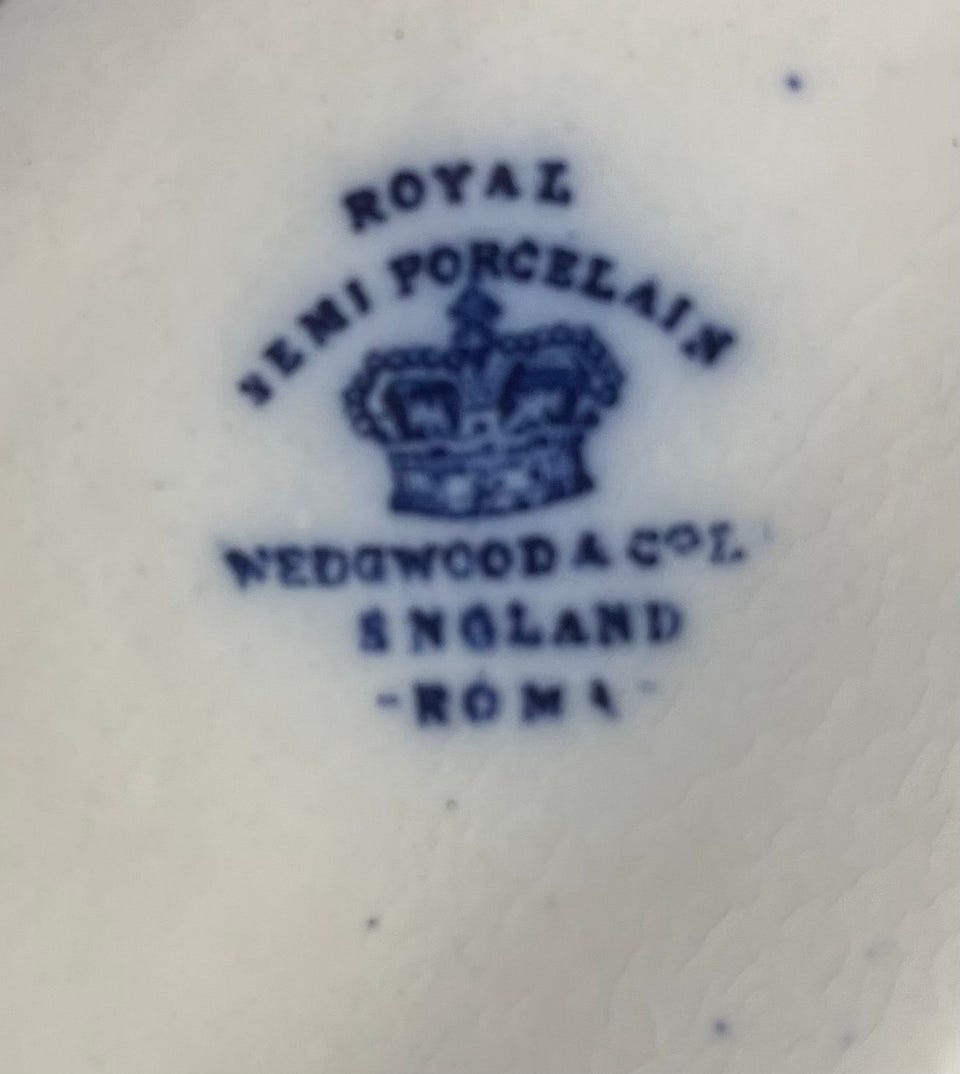 ROYAL
SEMI PORCELAIN
WEDGWOOD & CO L
ENGLAND
- ROMA -